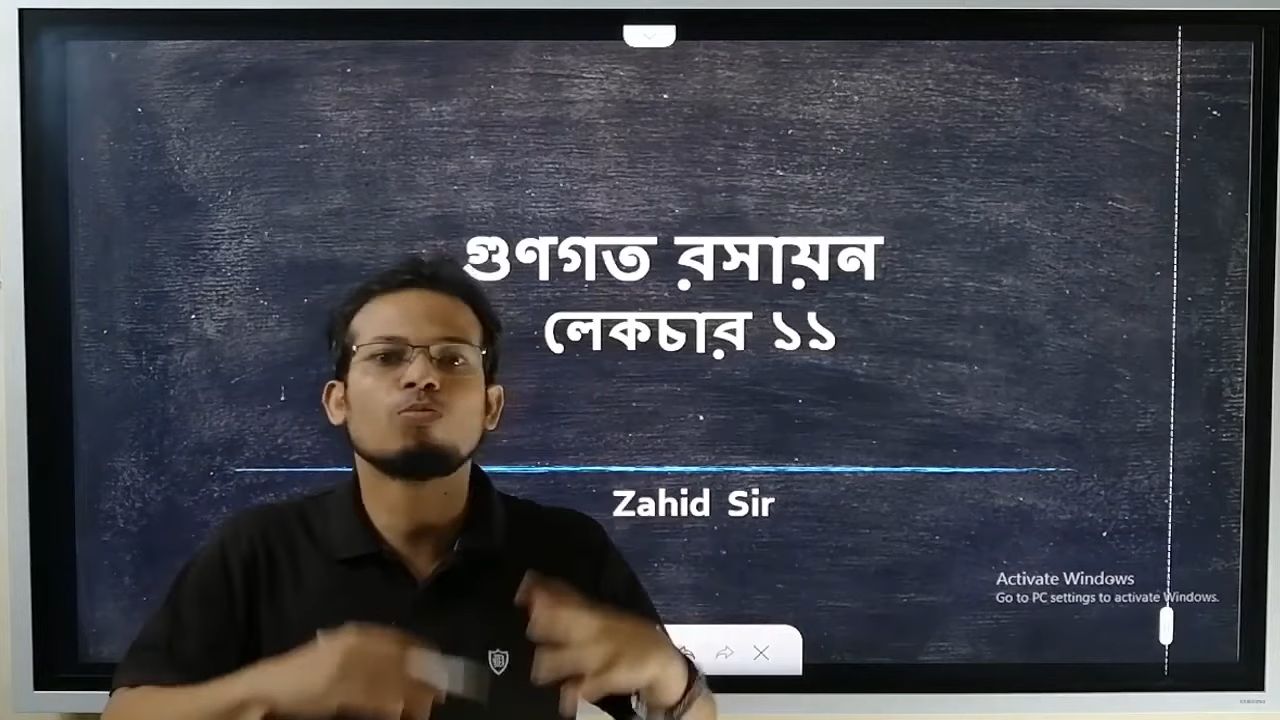 গুণগত রসায়ন
লেকচার ১১
Zahid Sir
Activate Windows
Go to PC settings to activate Windows.